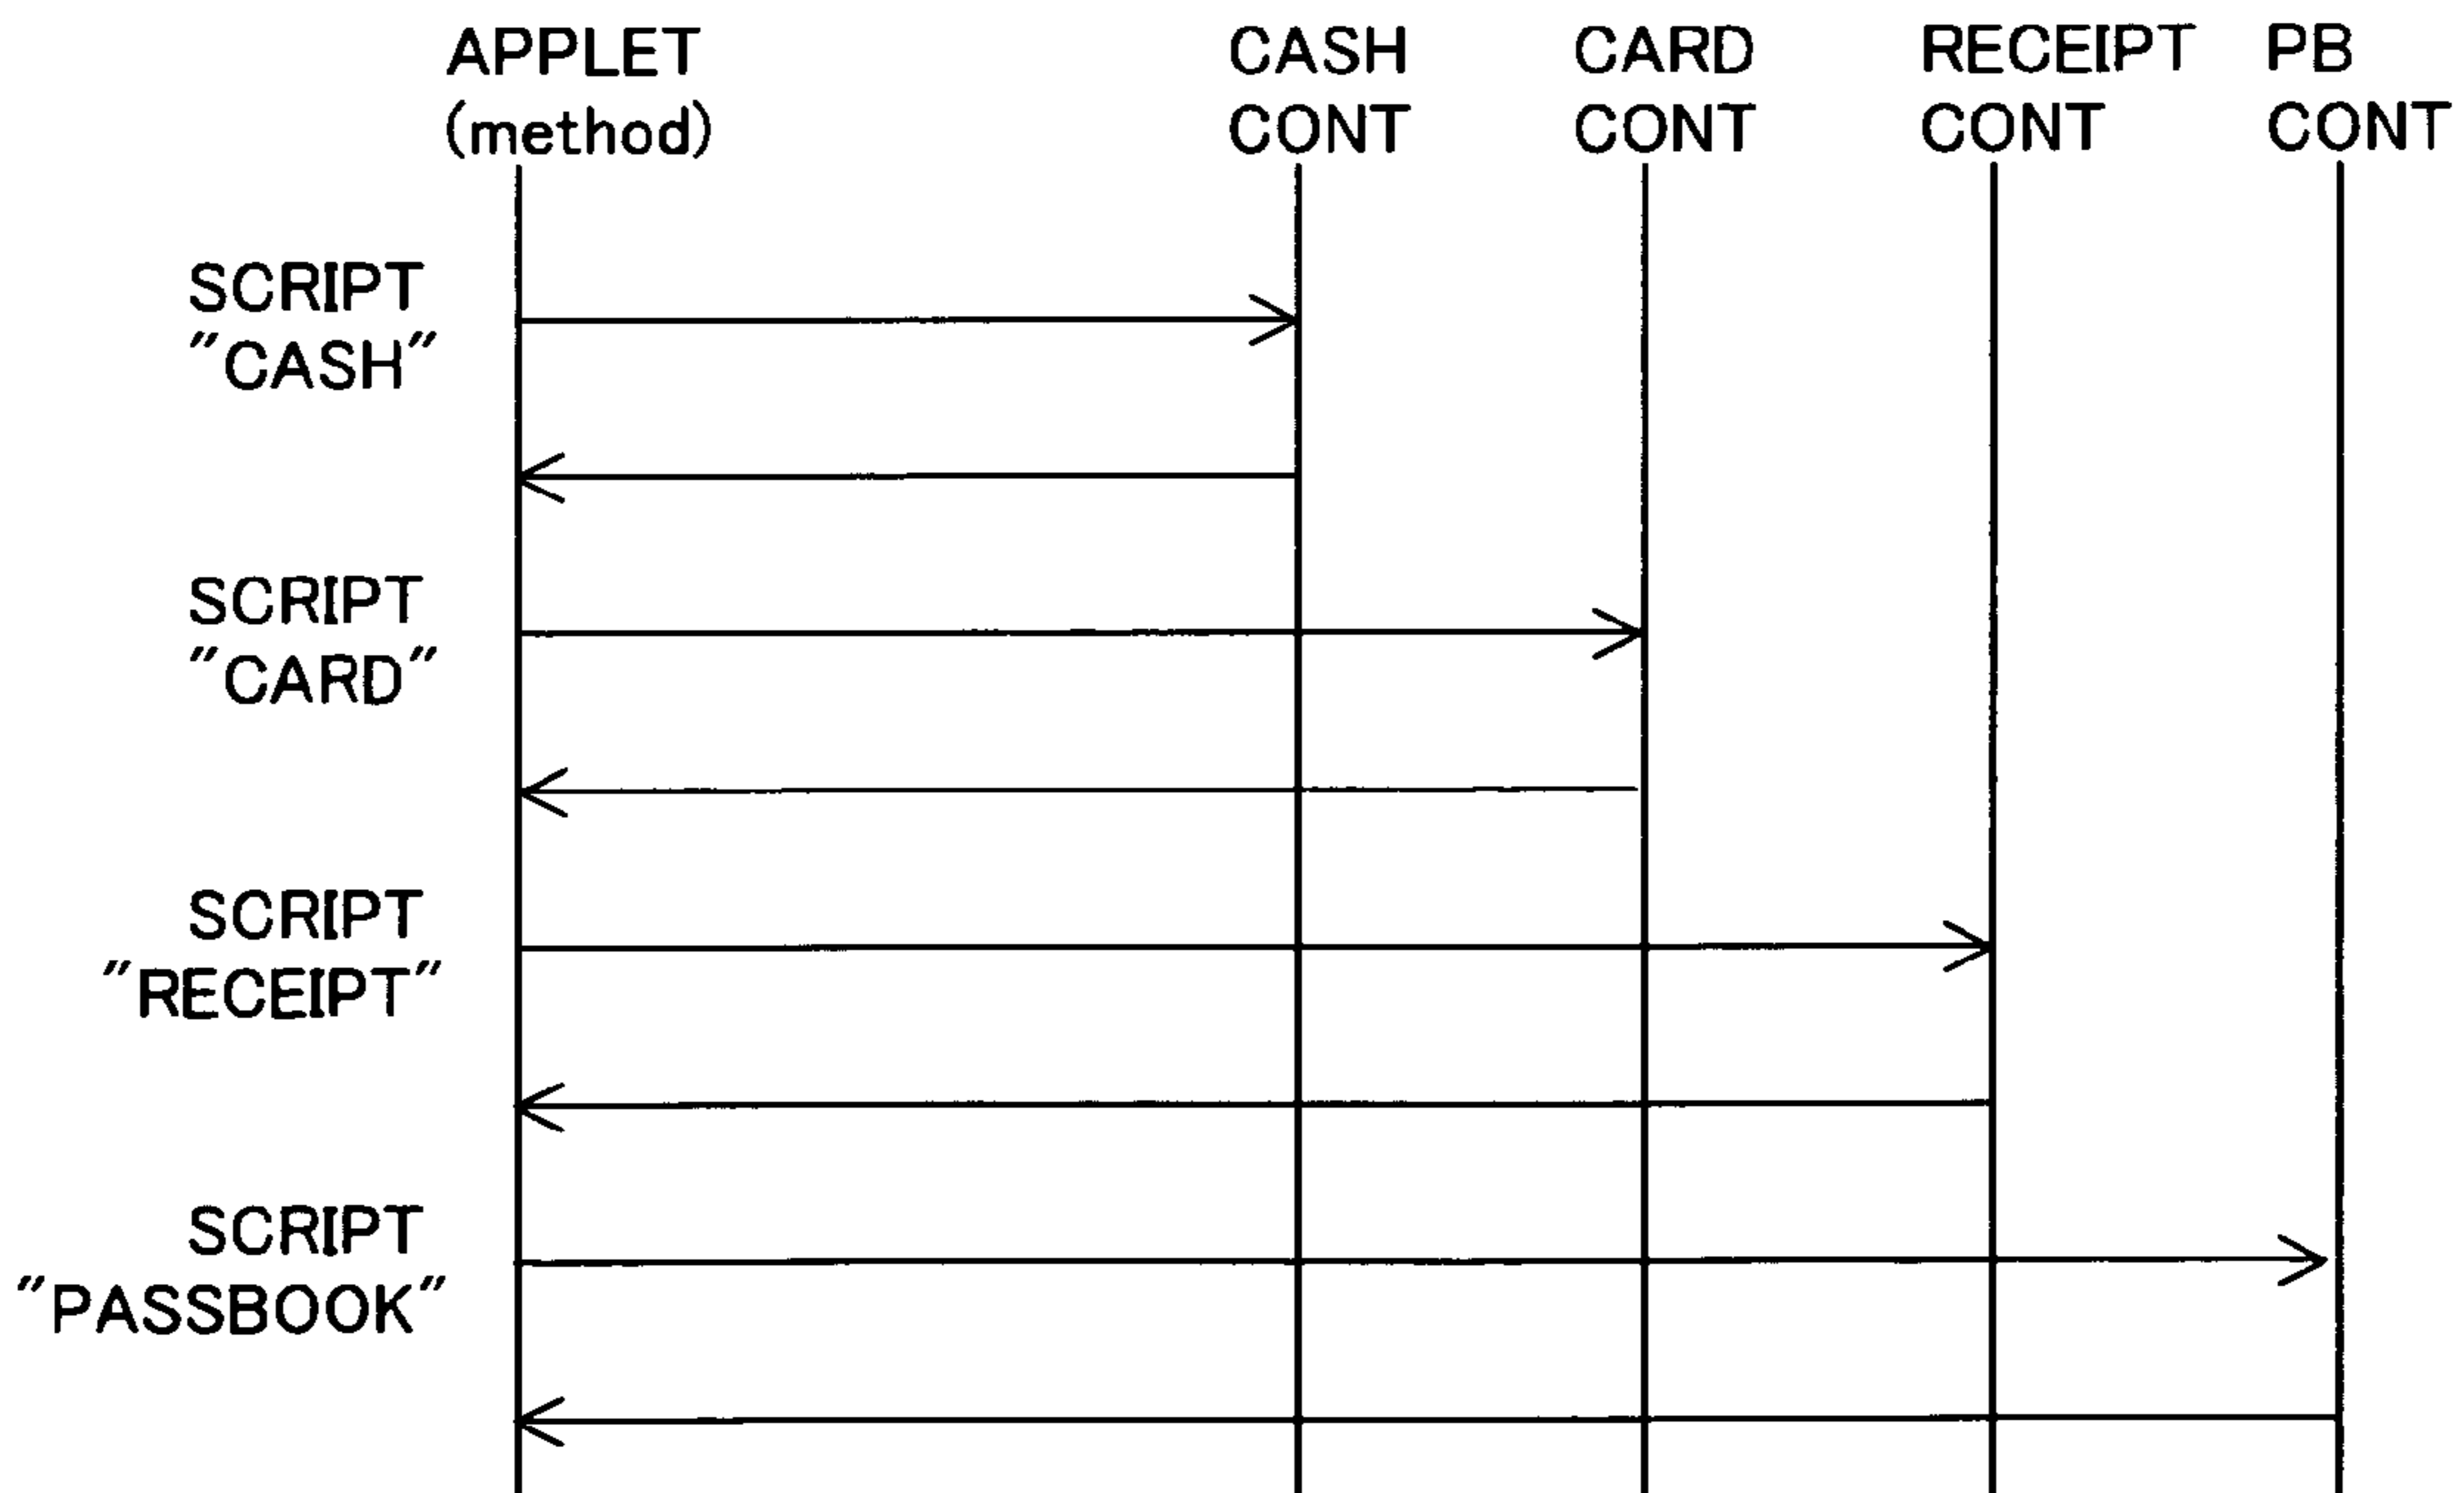 APPLET
(method)
CASH
CONT
CARD
CONT
RECEIPT
CONT
PB
CONT
SCRIPT
"CASH"
SCRIPT
"CARD"
SCRIPT
"RECEIPT"
SCRIPT
"PASSBOOK"